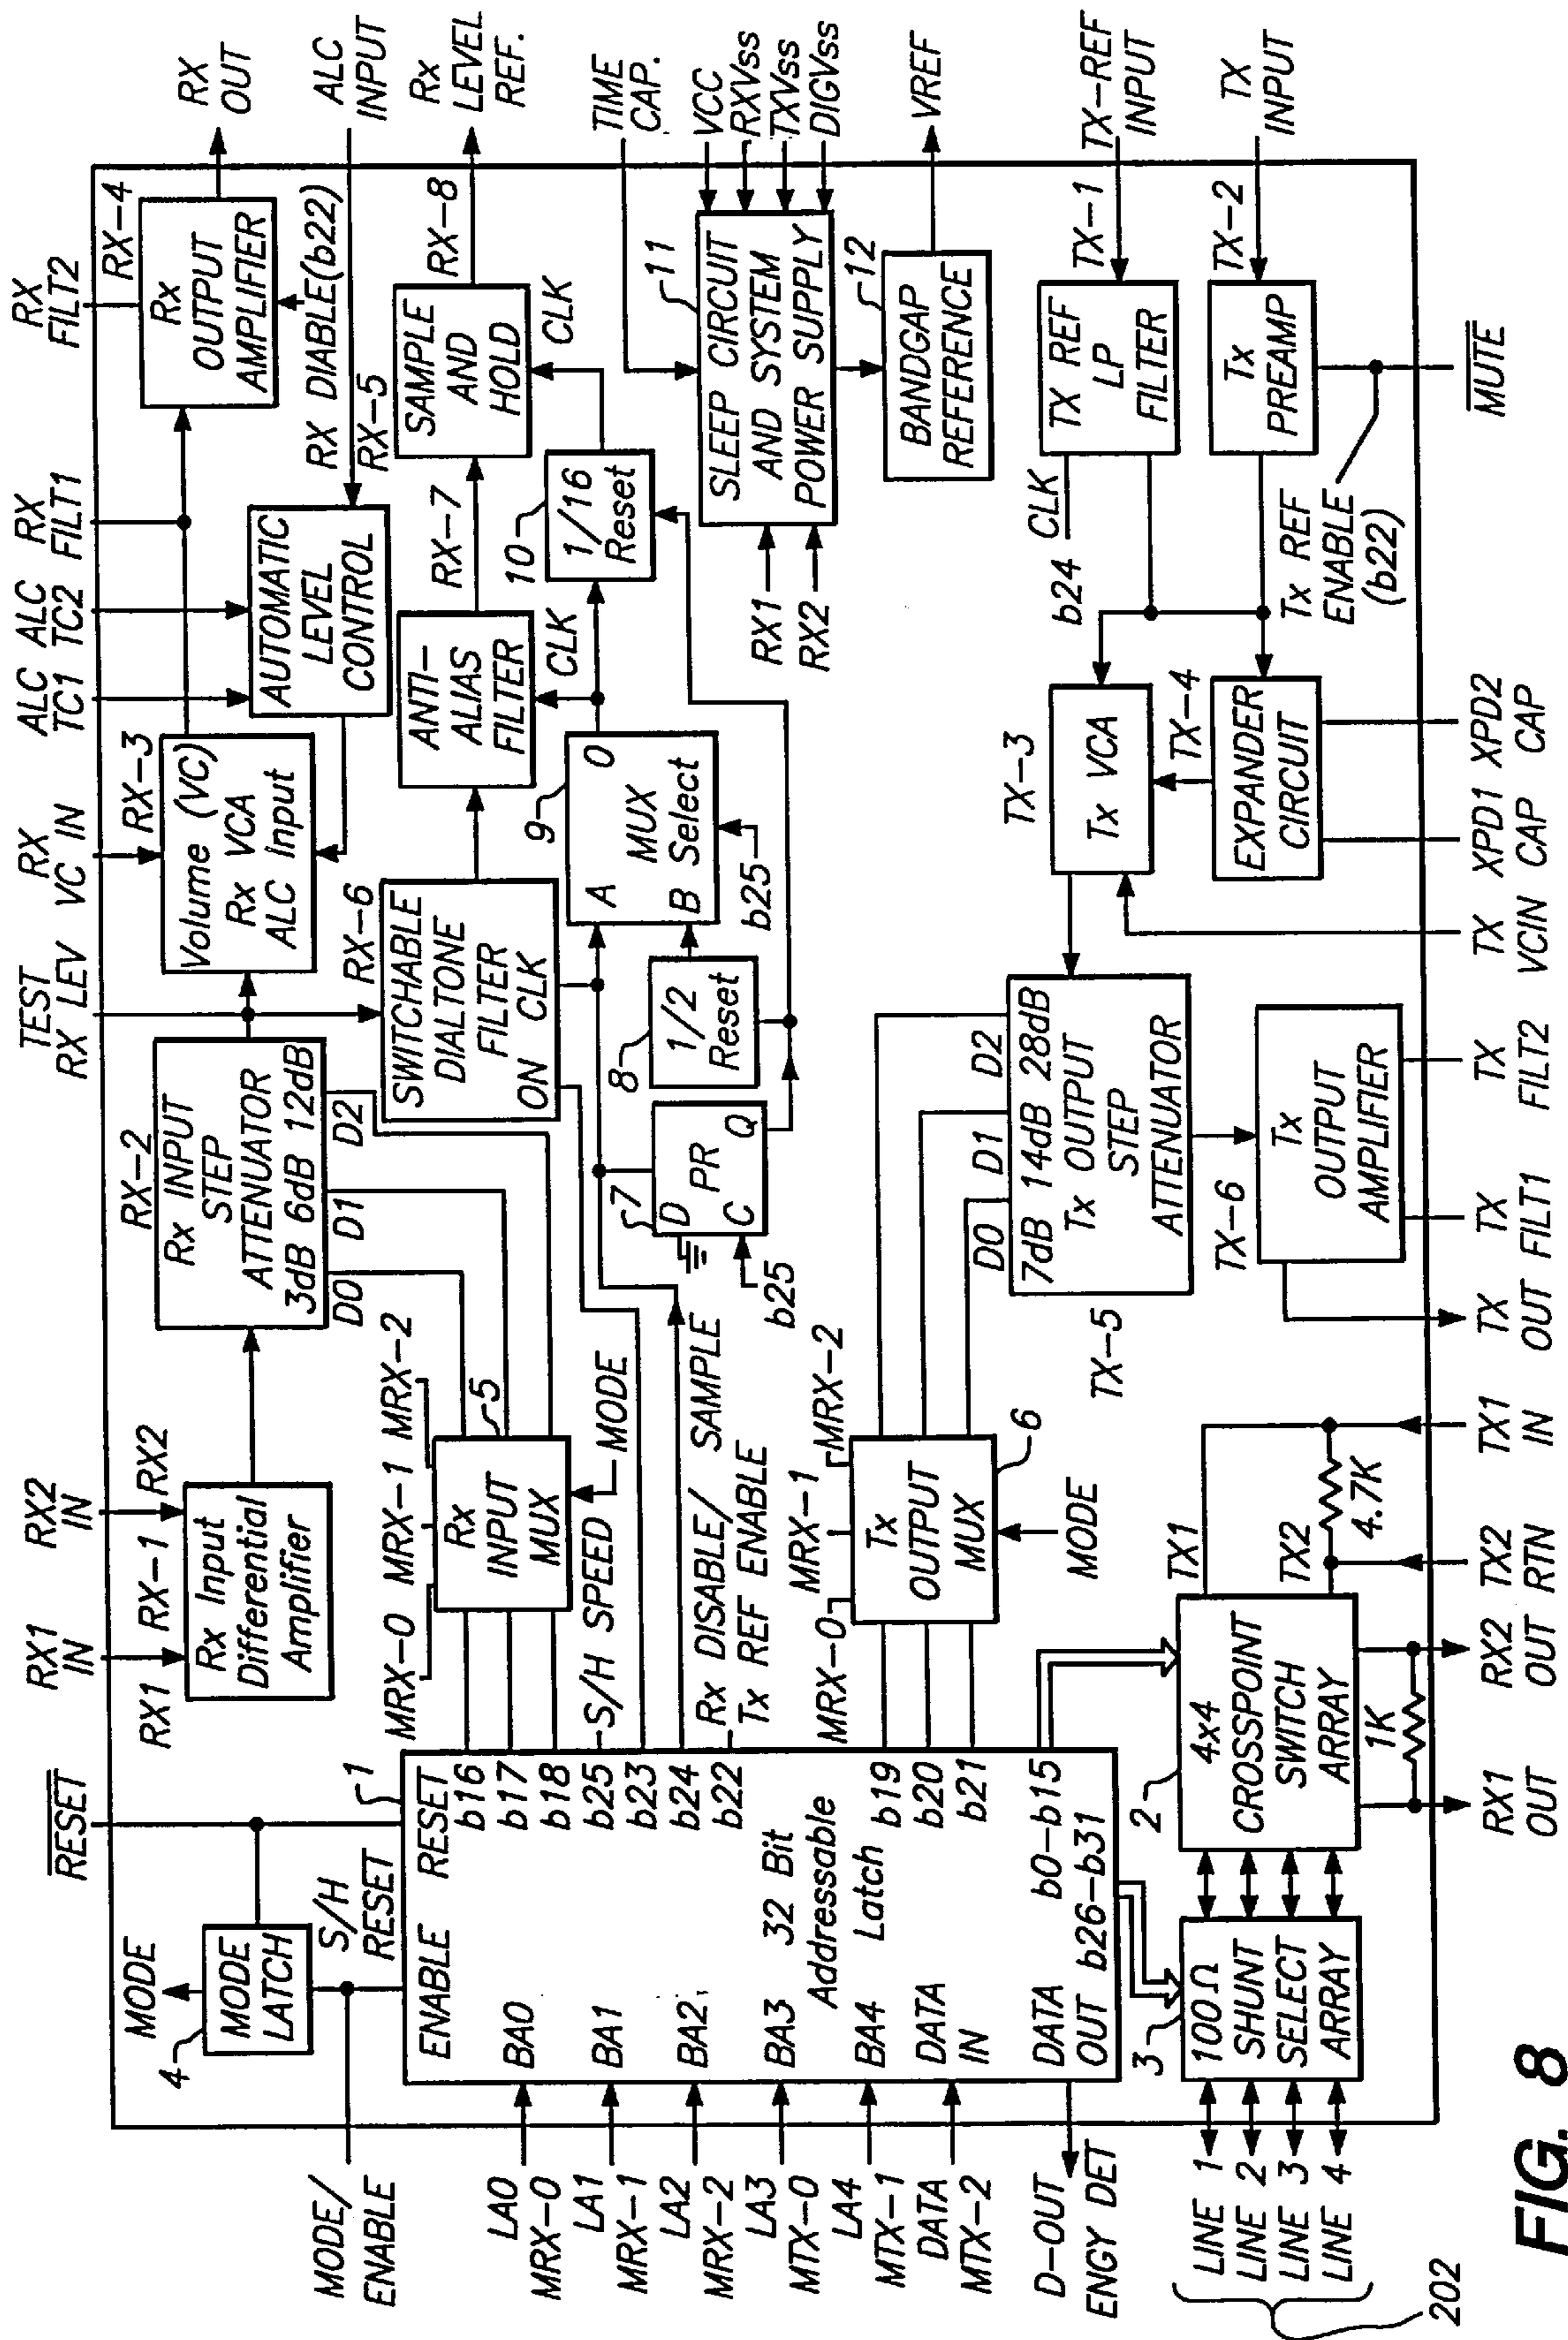 RX1
IN
RX2
IN
TEST
RX LEV
RX
VC IN
ALC
TC1
ALC
TC2
RX
FILT1
RX
FILT2
RESET
MODE
4
MODE
LATCH
S/H
RESET
MODE/
ENABLE
1
RX1
RX-1
RX2
Rx Input
Differential
Amplifier
RX-2
Rx INPUT
STEP
ATTENUATOR
3dB 6dB 12dB
D0
D1
D2
RX-3
Volume (VC)
Rx VCA
ALC Input
AUTOMATIC
LEVEL
CONTROL
RX-4
Rx
OUTPUT
AMPLIFIER
RX DIABLE(b22)
RX-5
RX
OUT
ALC
INPUT
Rx
LEVEL
REF.
ENABLE
RESET
BA0
BA1
BA2
BA3
BA4
DATA
IN
DATA
OUT
32 Bit
Addressable
Latch
b16
b17
b18
b25
b23
b24
b22
b19
b20
b21
b0-b15
b26-b31
LA0
MRX-0
LA1
MRX-1
LA2
MRX-2
LA3
MTX-0
LA4
MTX-1
DATA
MTX-2
D-OUT
ENGY DET
MRX-0
MRX-1
MRX-2
5
Rx
INPUT
MUX
MODE
S/H SPEED
Rx DISABLE/ SAMPLE
Tx REF ENABLE
RX-6
SWITCHABLE
DIALTONE
FILTER
ON CLK
ANTI-
ALIAS
FILTER
RX-7
SAMPLE
AND
HOLD
RX-8
CLK
CLK
7
D PR
C Q
b25
8
1/2
Reset
9
A O
MUX
B Select
b25
10
1/16
Reset
TIME
CAP.
11
SLEEP CIRCUIT
AND SYSTEM
POWER SUPPLY
RX1
RX2
VCC
RXVss
TXVss
DIGVss
12
BANDGAP
REFERENCE
VREF
MRX-0
MRX-1
MRX-2
Tx
OUTPUT
MUX
6
MODE
D0
D1
D2
7dB 14dB 28dB
Tx OUTPUT
STEP
ATTENUATOR
TX-5
TX-3
Tx VCA
TX-4
EXPANDER
CIRCUIT
b24
CLK
TX REF
LP
FILTER
TX-1
TX-REF
INPUT
Tx
PREAMP
TX-2
TX
INPUT
Tx REF
ENABLE
(b22)
MUTE
TX-6
Tx
OUTPUT
AMPLIFIER
3
100Ω
SHUNT
SELECT
ARRAY
2
4x4
CROSSPOINT
SWITCH
ARRAY
TX1
TX2
4.7K
1K
LINE 1
LINE 2
LINE 3
LINE 4
202
RX1
OUT
RX2
OUT
TX2
RTN
TX1
IN
TX
OUT
TX
FILT1
TX
FILT2
TX
VCIN
XPD1
CAP
XPD2
CAP
FIG. 8